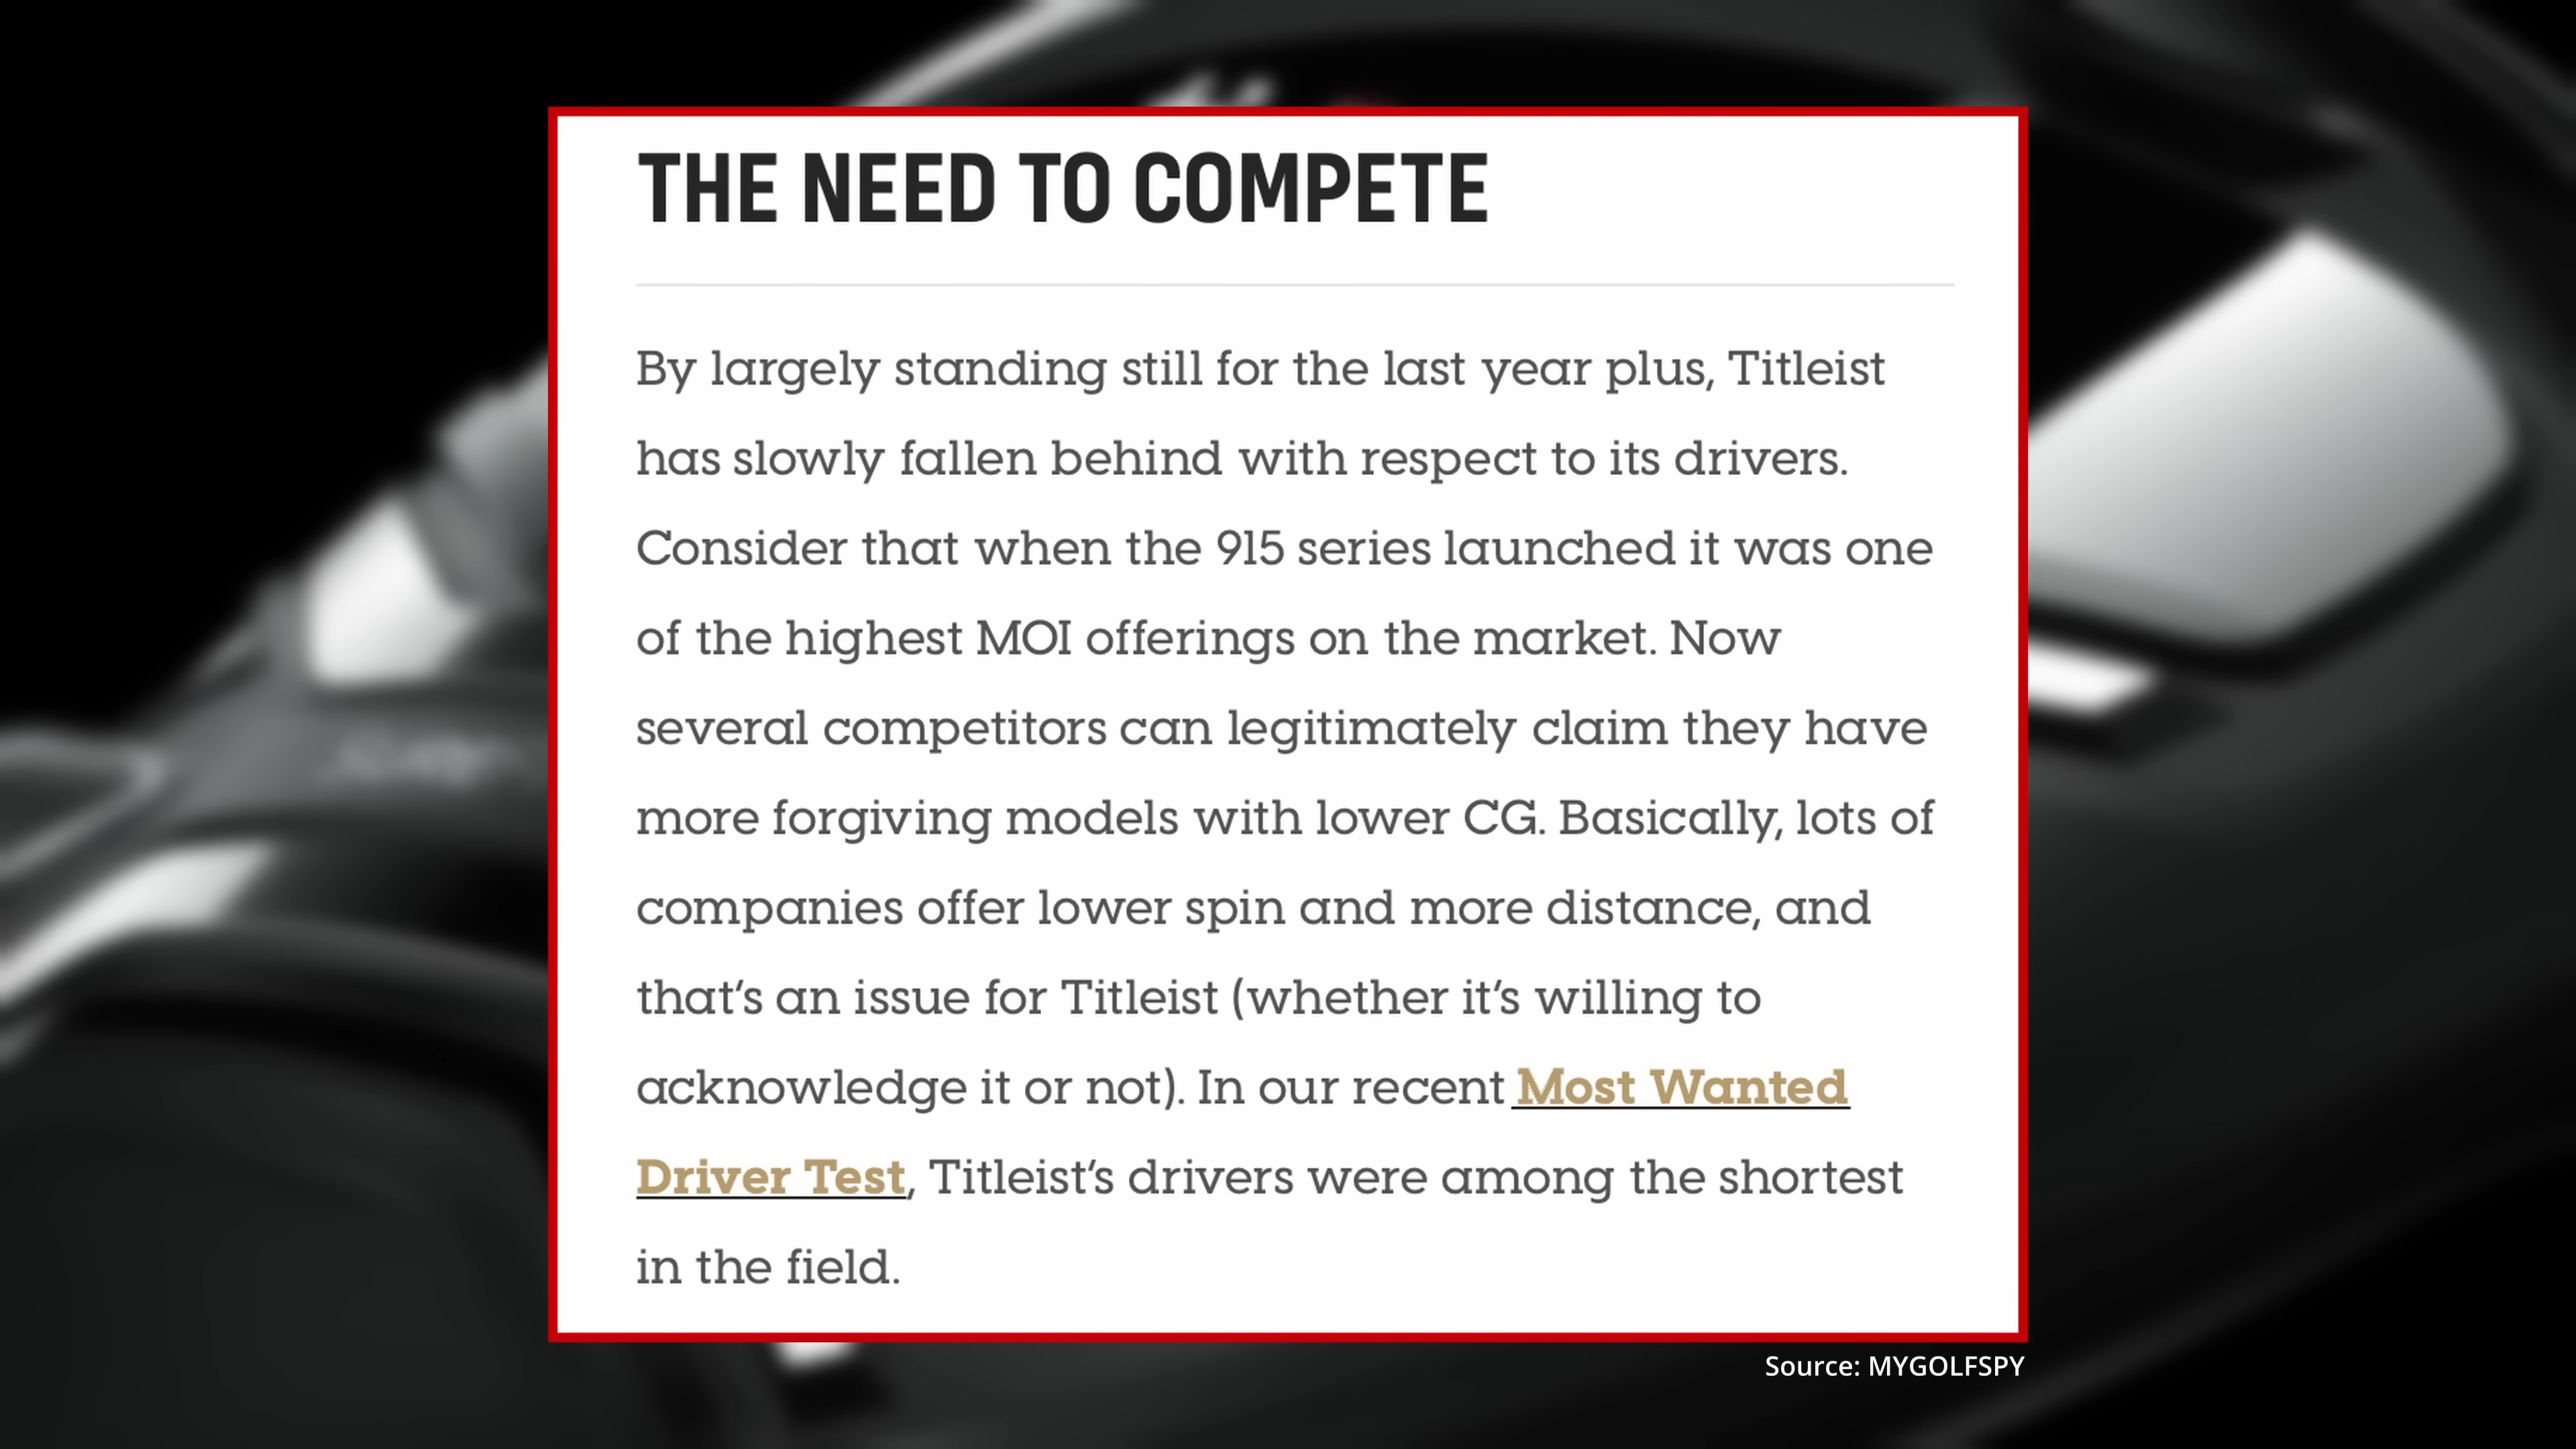 THE NEED TO COMPETE
By largely standing still for the last year plus, Titleist
has slowly fallen behind with respect to its drivers.
Consider that when the 915 series launched it was one
of the highest MOI offerings on the market. Now
several competitors can legitimately claim they have
more forgiving models with lower CG. Basically, lots of
companies offer lower spin and more distance, and
that’s an issue for Titleist (whether it’s willing to
acknowledge it or not). In our recent Most Wanted
Driver Test, Titleist’s drivers were among the shortest
in the field.
Source: MYGOLFSPY